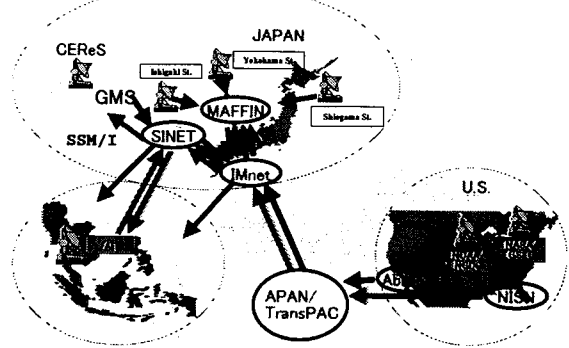 JAPAN
CEReS
Ishigaki St.
Yokohama St.
GMS
MAFFIN
Shiogama St.
SSM/I
SINET
IMnet
U.S.
APAN/
TransPAC
NISN